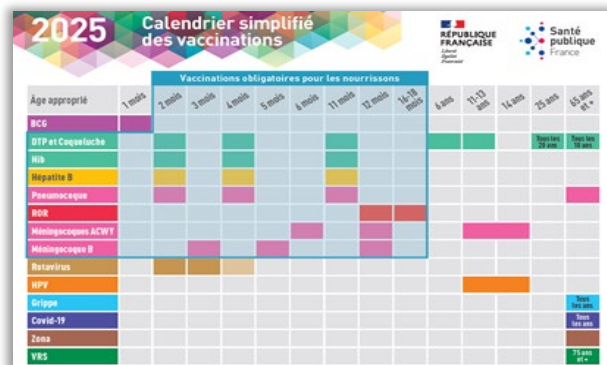 2025
Calendrier simplifié
des vaccinations
RÉPUBLIQUE
FRANÇAISE
Liberté
Égalité
Fraternité
Santé
publique
France
Vaccinations obligatoires pour les nourrissons
Âge approprié
1 mois
2 mois
3 mois
4 mois
5 mois
6 mois
11 mois
12 mois
16-18
mois
6 ans
11-13
ans
14 ans
25 ans
65 ans
et +
BCG
DTP et Coqueluche
Tous les
20 ans
Tous les
10 ans
Hib
Hépatite B
Pneumocoque
ROR
Méningocoques ACWY
Méningocoque B
Rotavirus
HPV
Grippe
Tous
les ans
Covid-19
Tous
les ans
Zona
VRS
75 ans
et +